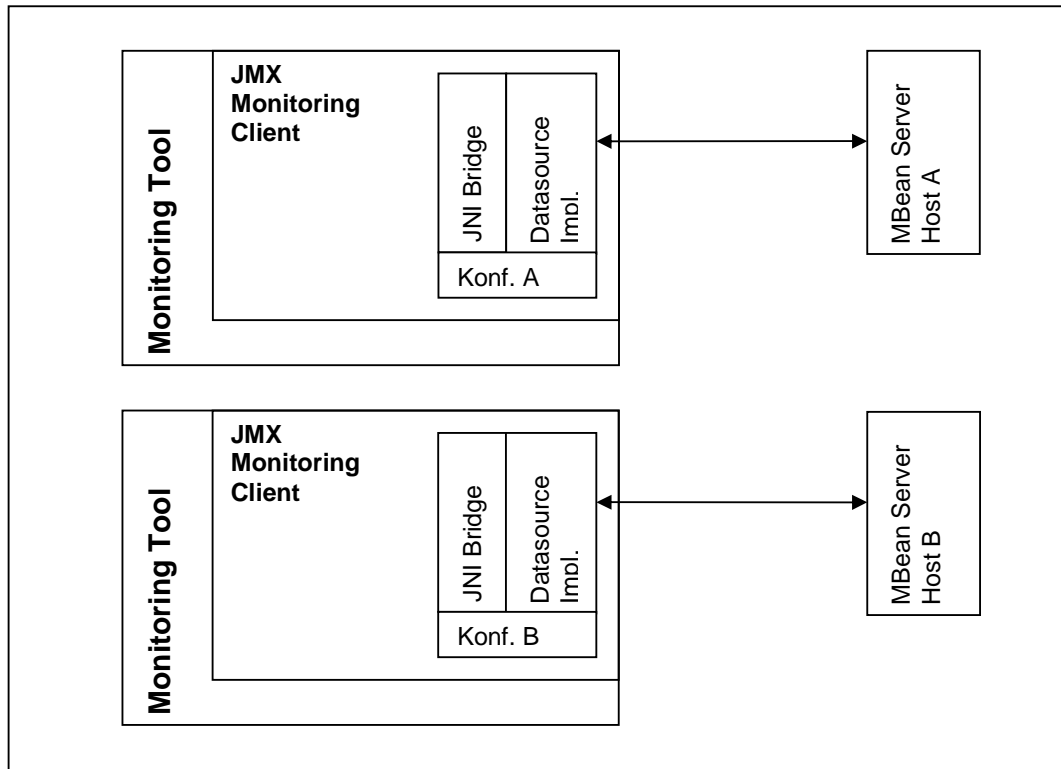 Monitoring Tool
JMX
Monitoring
Client
JNI Bridge
Datasource
Impl.
Konf. A
MBean Server
Host A
Monitoring Tool
JMX
Monitoring
Client
JNI Bridge
Datasource
Impl.
Konf. B
MBean Server
Host B